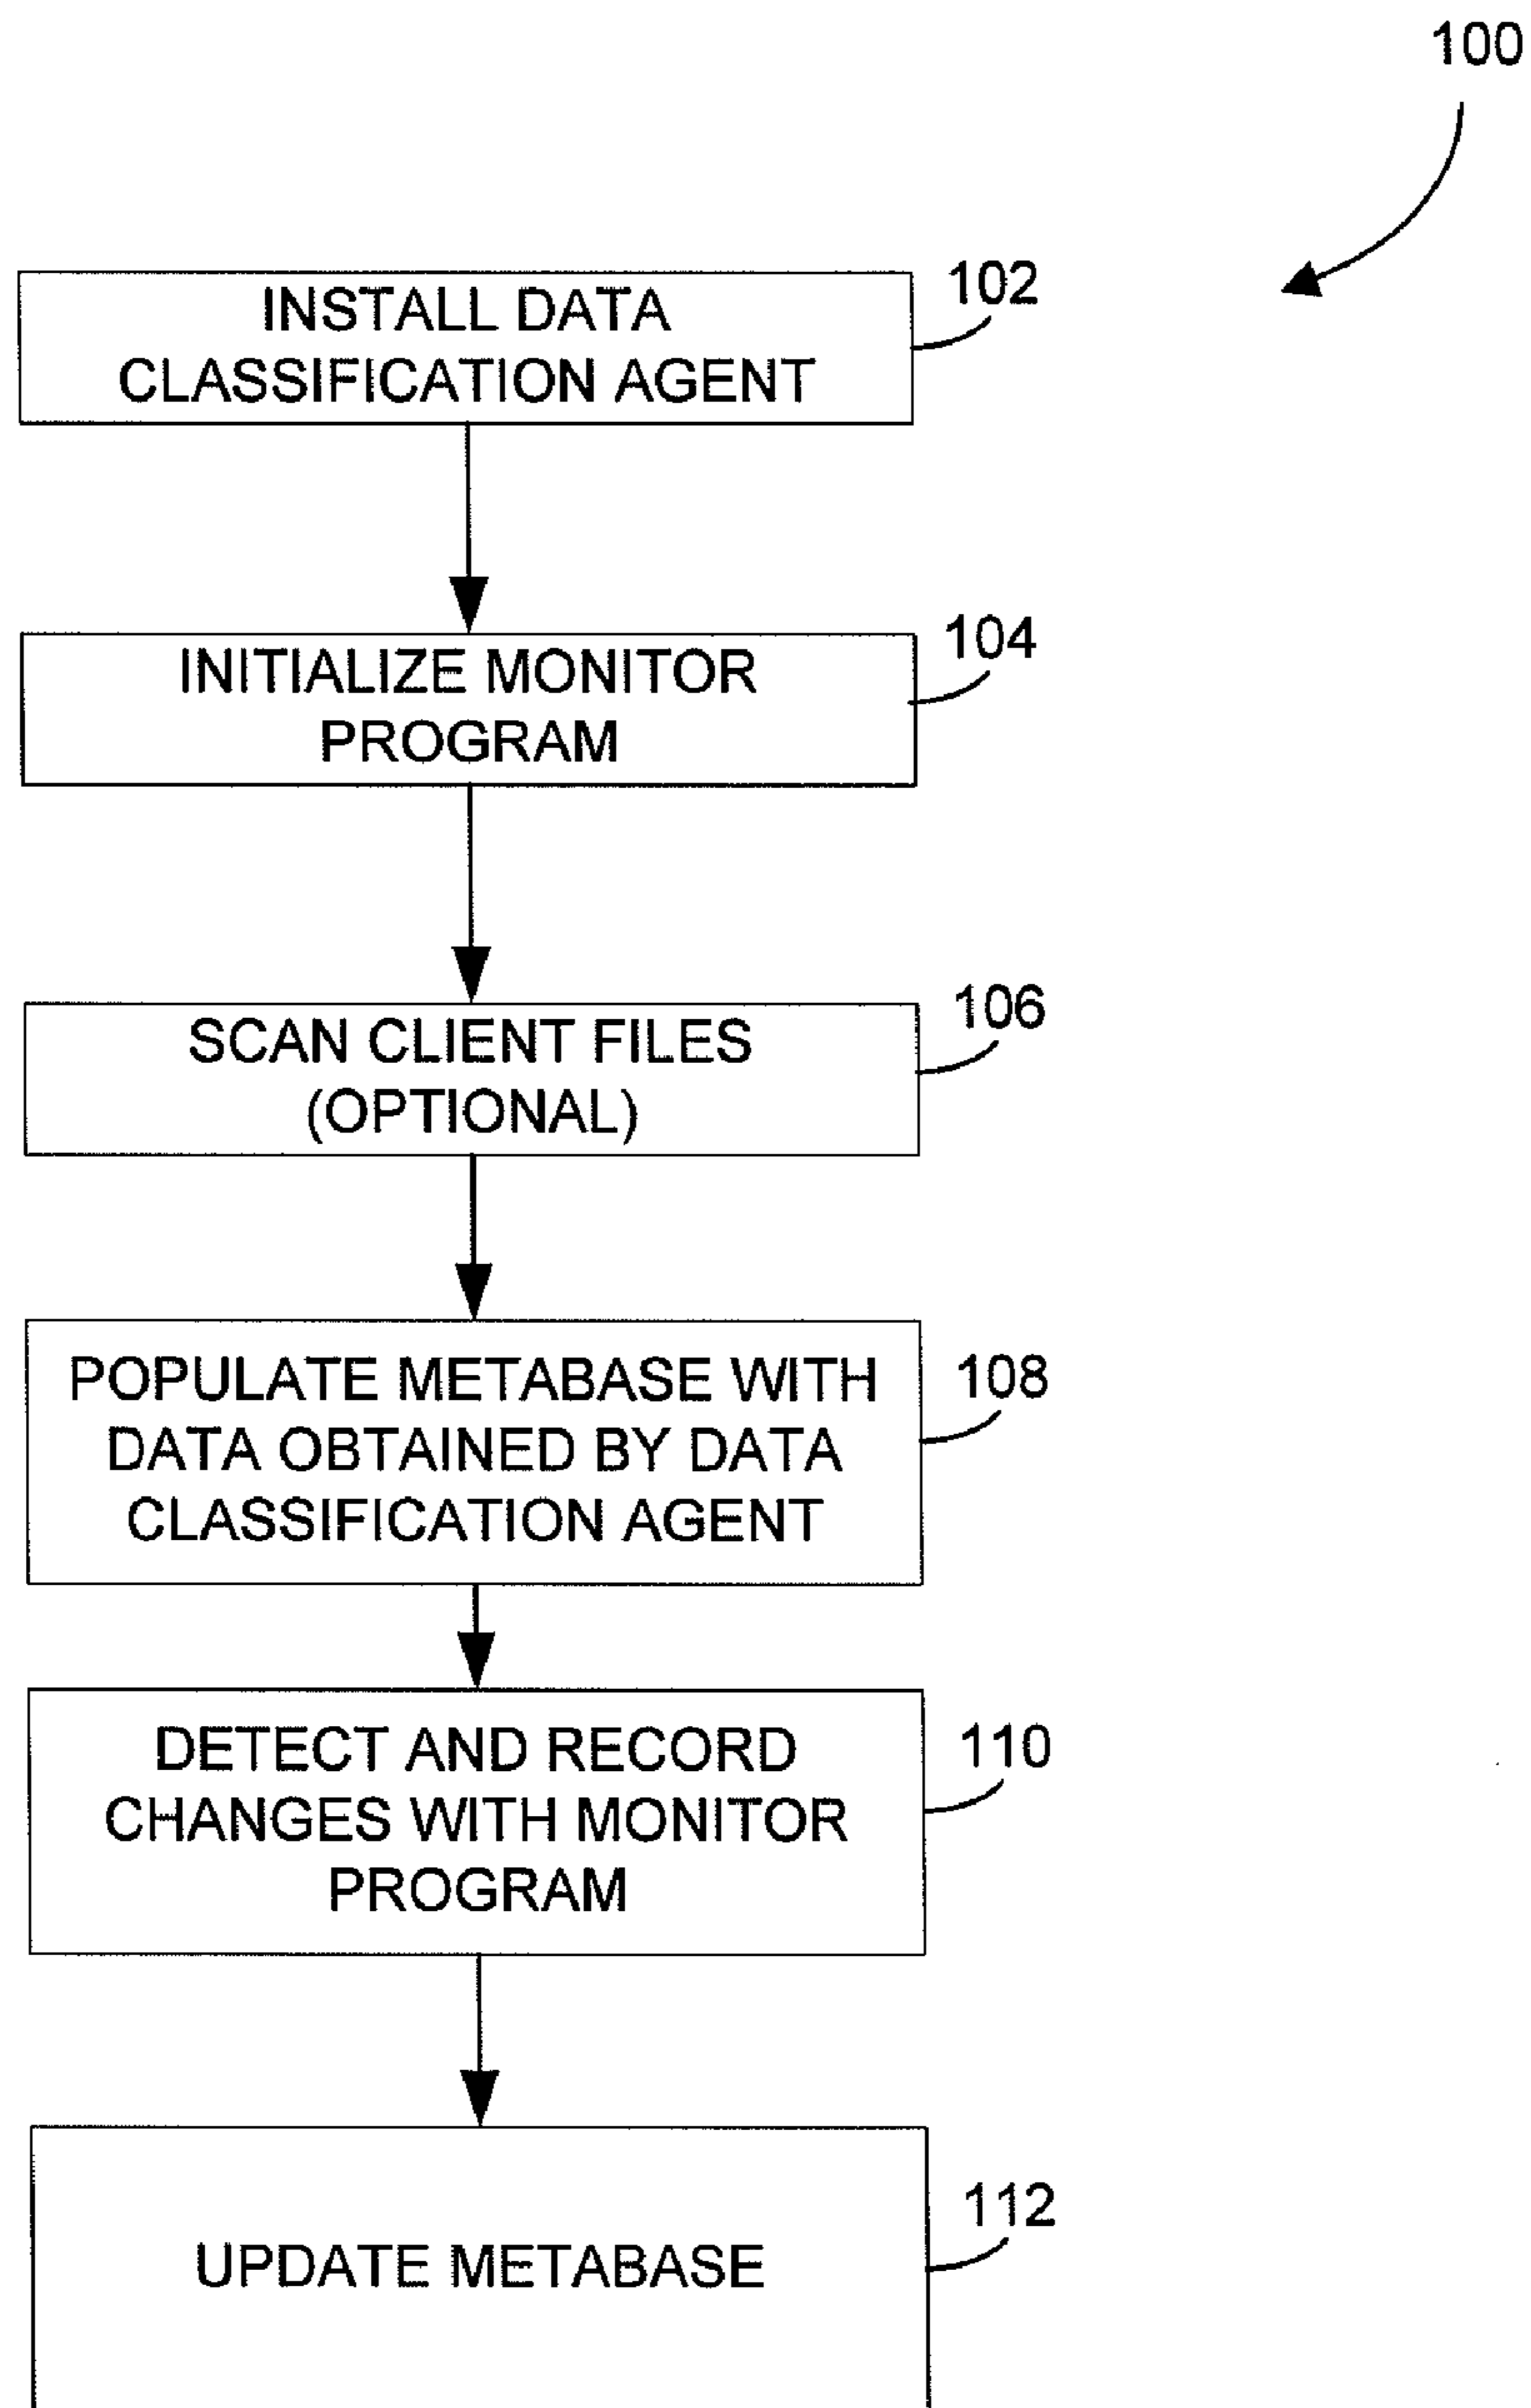 100
INSTALL DATA
CLASSIFICATION AGENT
102
INITIALIZE MONITOR
PROGRAM
104
SCAN CLIENT FILES
(OPTIONAL)
106
POPULATE METABASE WITH
DATA OBTAINED BY DATA
CLASSIFICATION AGENT
108
DETECT AND RECORD
CHANGES WITH MONITOR
PROGRAM
110
UPDATE METABASE
112